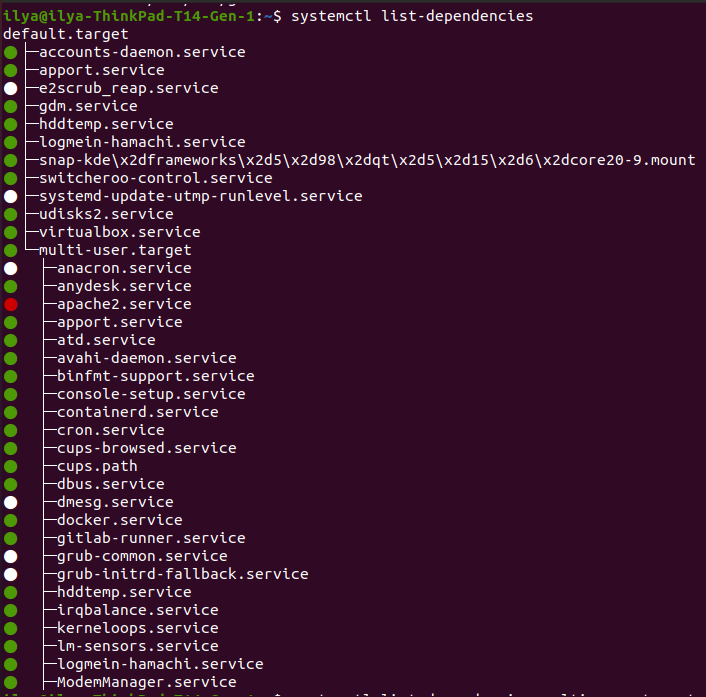 ilya@ilya-ThinkPad-T14-Gen-1:~$ systemctl list-dependencies
default.target
● ├─accounts-daemon.service
● ├─apport.service
● ├─e2scrub_reap.service
● ├─gdm.service
● ├─hddtemp.service
● ├─logmein-hamachi.service
● ├─snap-kde\x2dframeworks\x2d5\x2d98\x2dqt\x2d5\x2d15\x2d6\x2dcore20-9.mount
● ├─switcheroo-control.service
● ├─systemd-update-utmp-runlevel.service
● ├─udisks2.service
● ├─virtualbox.service
● └─multi-user.target
●   ├─anacron.service
●   ├─anydesk.service
●   ├─apache2.service
●   ├─apport.service
●   ├─atd.service
●   ├─avahi-daemon.service
●   ├─binfmt-support.service
●   ├─console-setup.service
●   ├─containerd.service
●   ├─cron.service
●   ├─cups-browsed.service
●   ├─cups.path
●   ├─dbus.service
●   ├─dmesg.service
●   ├─docker.service
●   ├─gitlab-runner.service
●   ├─grub-common.service
●   ├─grub-initrd-fallback.service
●   ├─hddtemp.service
●   ├─irqbalance.service
●   ├─kerneloops.service
●   ├─lm-sensors.service
●   ├─logmein-hamachi.service
●   ├─ModemManager.service